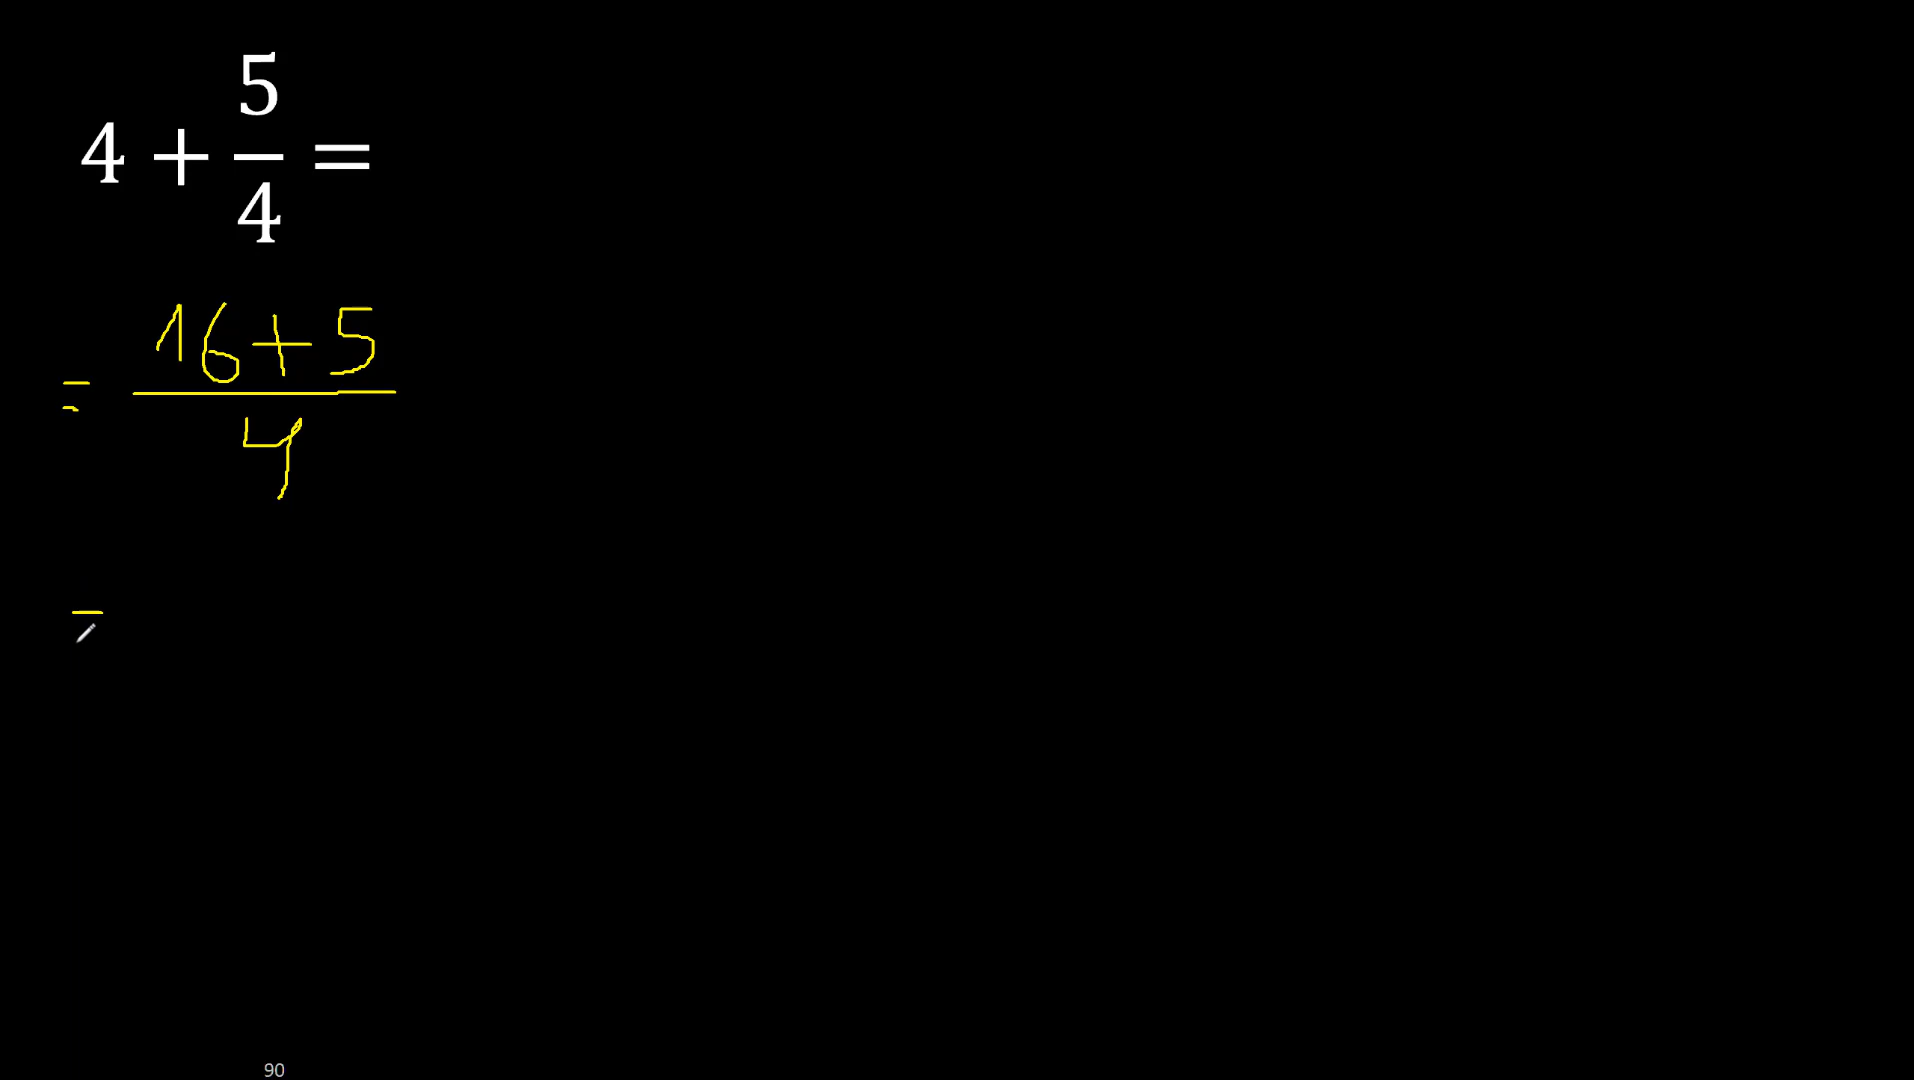 4 + 5/4 =
= (16+5)/4
=
90